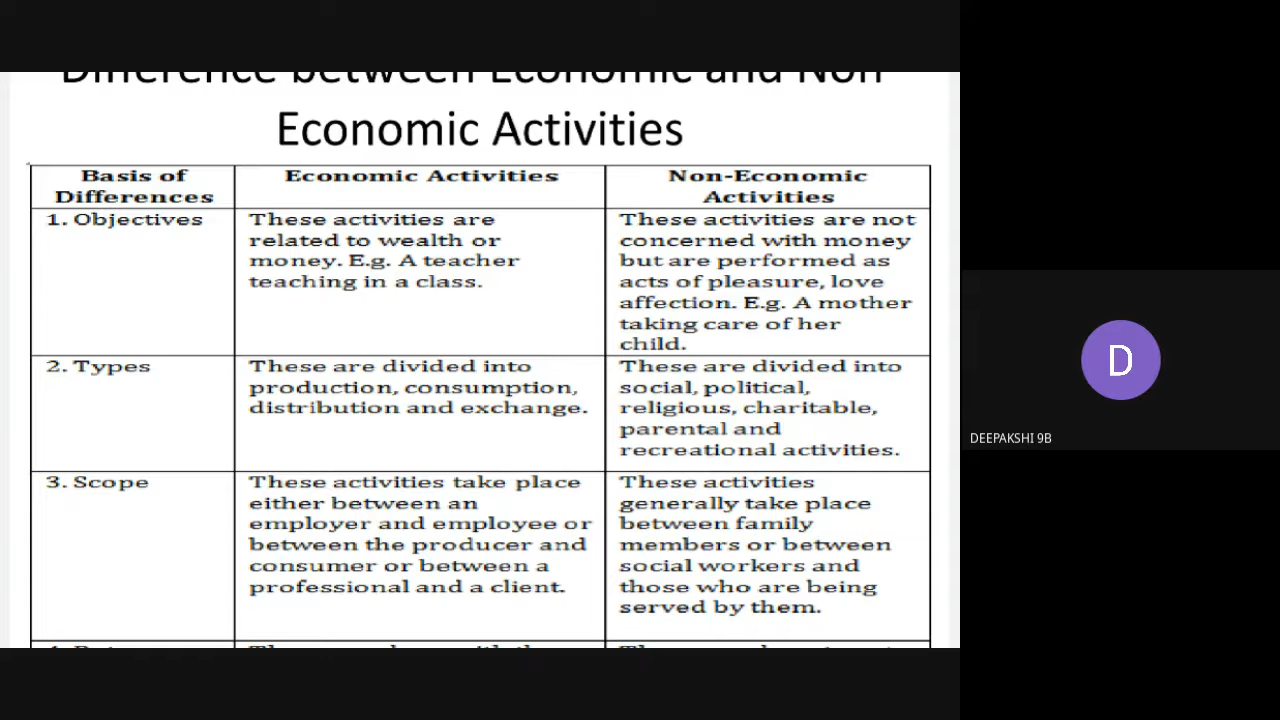 Difference between Economic and Non
Economic Activities
Basis of
Differences
Economic Activities
Non-Economic
Activities
1. Objectives
These activities are
related to wealth or
money. E.g. A teacher
teaching in a class.
These activities are not
concerned with money
but are performed as
acts of pleasure, love
affection. E.g. A mother
taking care of her
child.
2. Types
These are divided into
production, consumption,
distribution and exchange.
These are divided into
social, political,
religious, charitable,
parental and
recreational activities.
3. Scope
These activities take place
either between an
employer and employee or
between the producer and
consumer or between a
professional and a client.
These activities
generally take place
between family
members or between
social workers and
those who are being
served by them.
D
DEEPAKSHI 9B